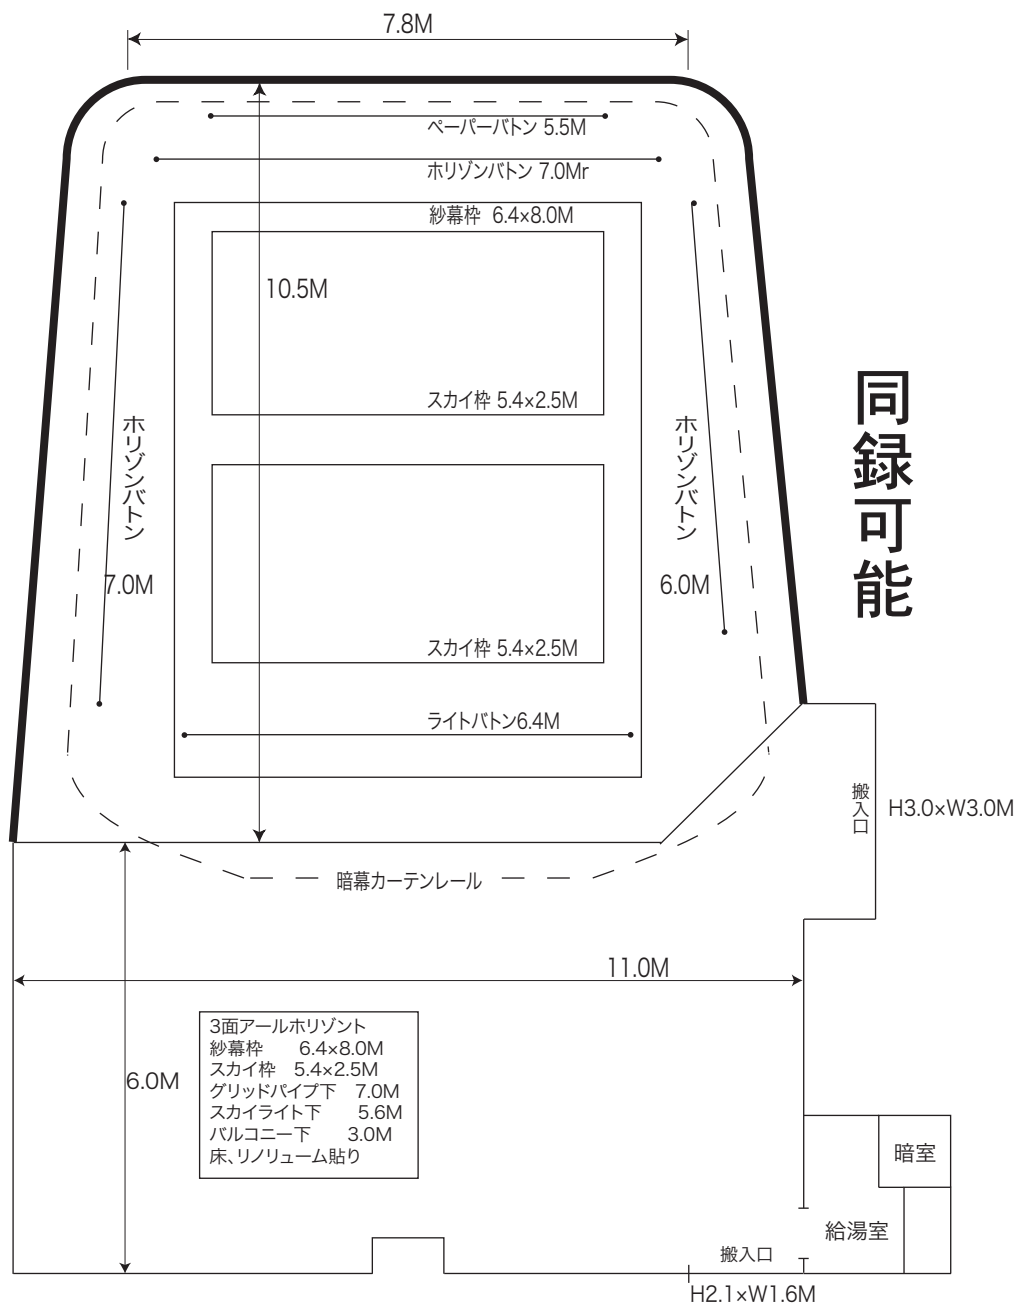 7.8M
ペーパーバトン 5.5M
ホリゾンバトン 7.0Mr
紗幕枠 6.4×8.0M
10.5M
スカイ枠 5.4×2.5M
ホリゾンバトン
7.0M
ホリゾンバトン
6.0M
同録可能
スカイ枠 5.4×2.5M
ライトバトン6.4M
搬入口
H3.0×W3.0M
暗幕カーテンレール
11.0M
6.0M
3面アールホリゾント
紗幕枠 6.4×8.0M
スカイ枠 5.4×2.5M
グリッドパイプ下 7.0M
スカイライト下 5.6M
バルコニー下 3.0M
床、リノリューム貼り
暗室
給湯室
搬入口
H2.1×W1.6M